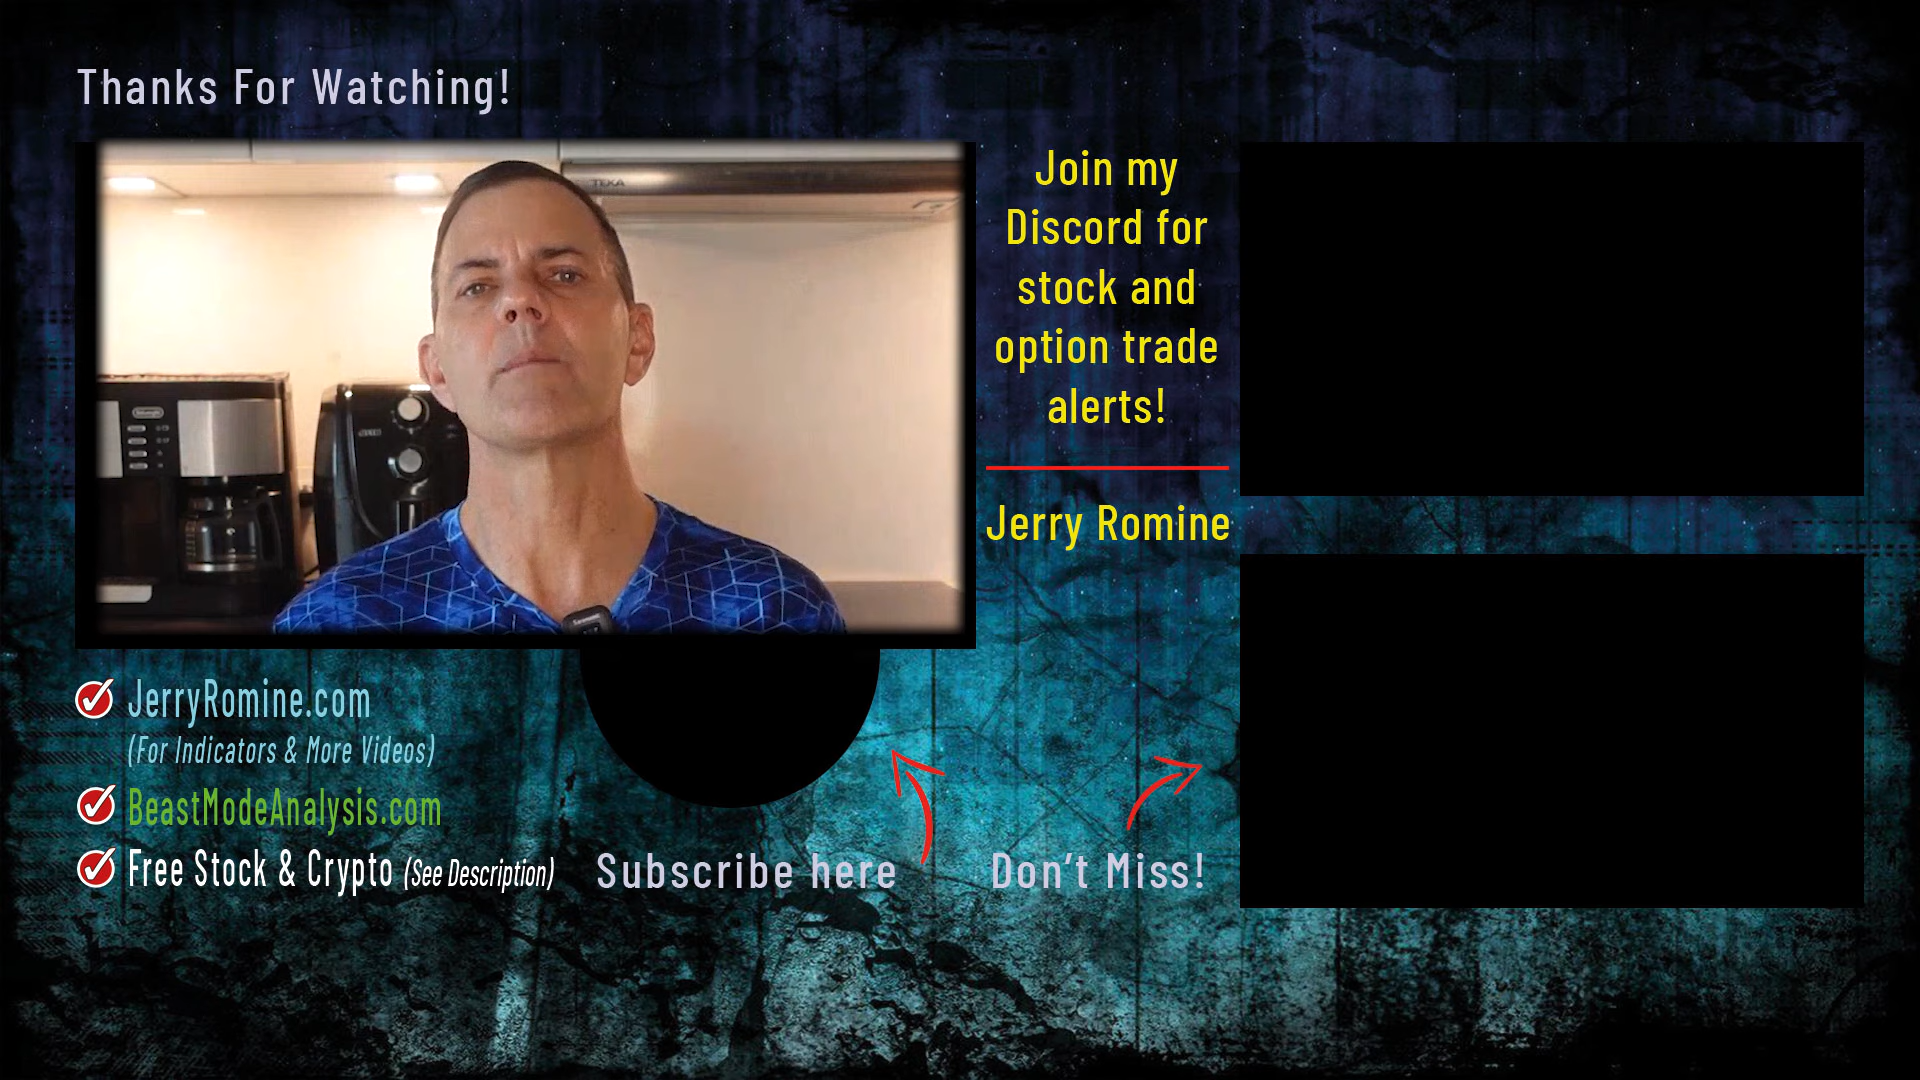 Thanks For Watching!
TEKA
Join my
Discord for
stock and
option trade
alerts!
Jerry Romine
JerryRomine.com
(For Indicators & More Videos)
BeastModeAnalysis.com
Free Stock & Crypto (See Description)
Subscribe here
Don't Miss!